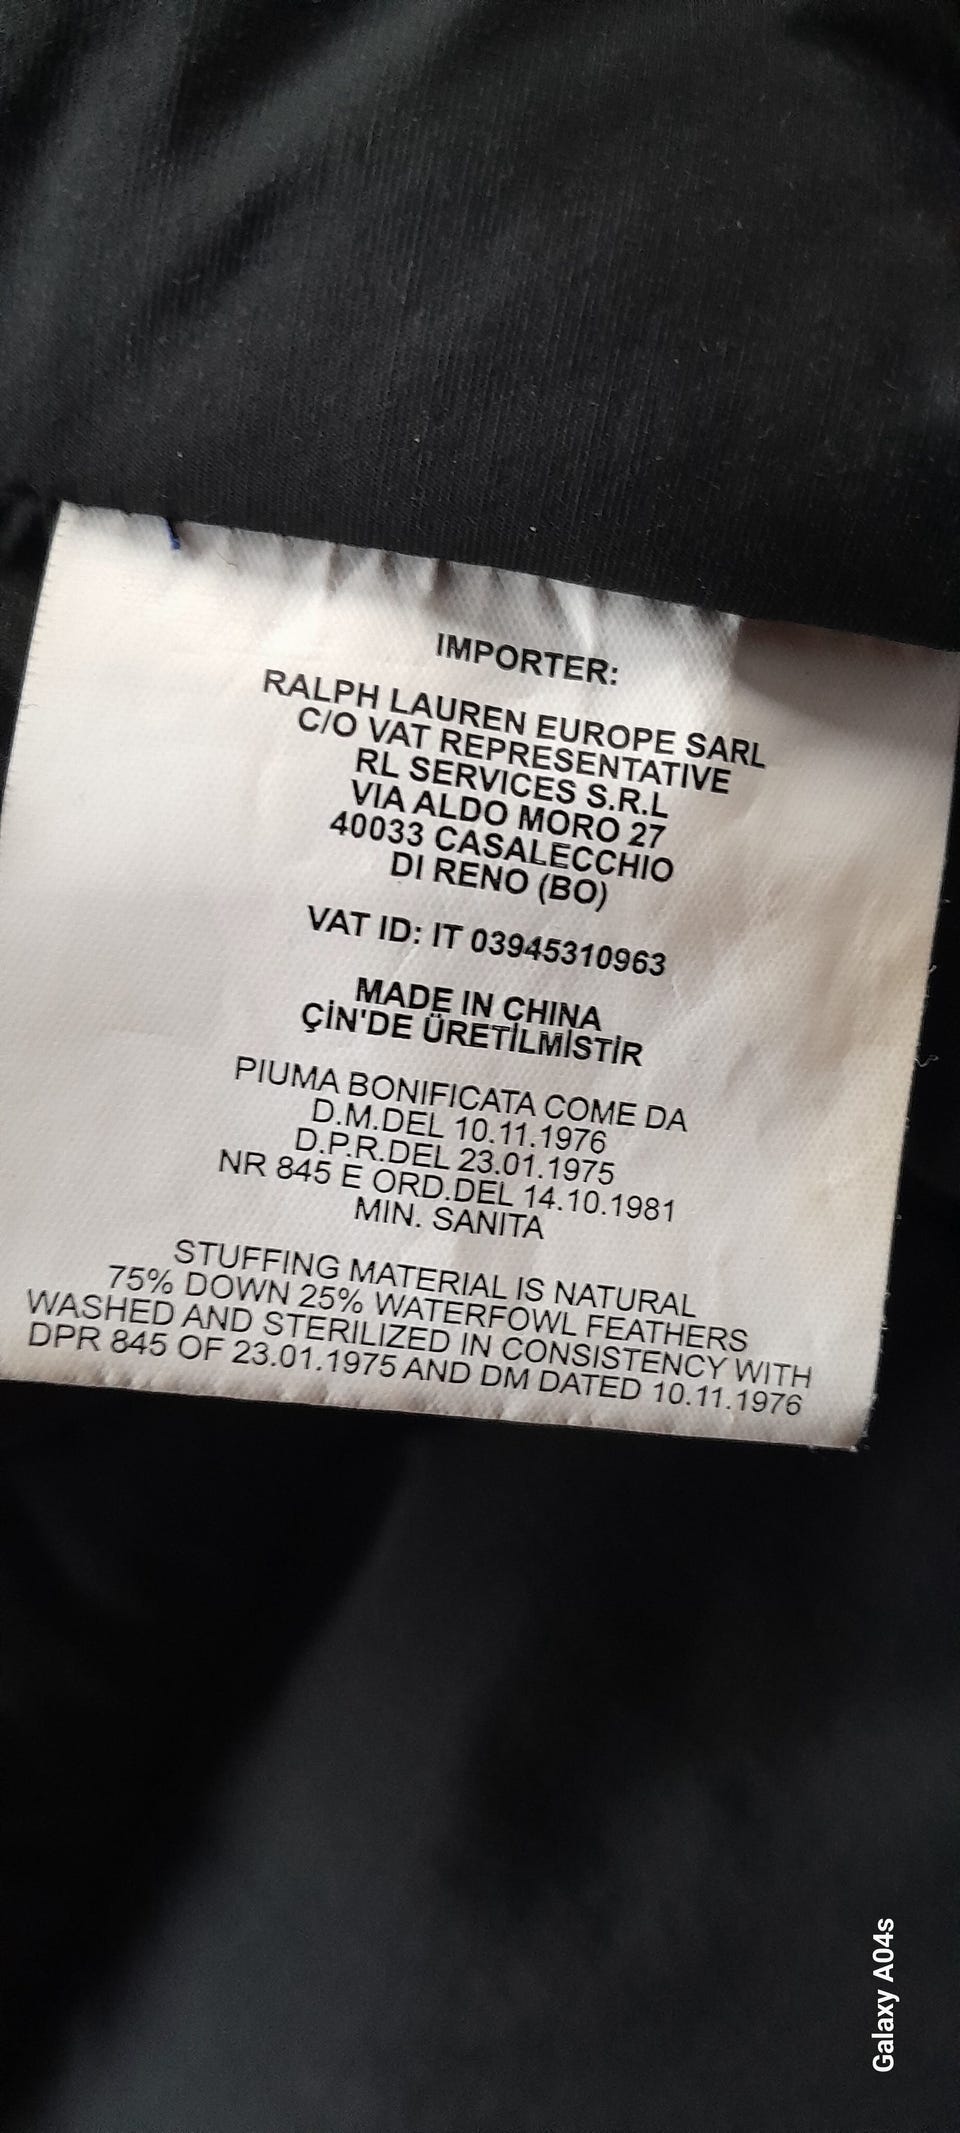 IMPORTER:
RALPH LAUREN EUROPE SARL
C/O VAT REPRESENTATIVE
RL SERVICES S.R.L
VIA ALDO MORO 27
40033 CASALECCHIO
DI RENO (BO)
VAT ID: IT 03945310963
MADE IN CHINA
ÇİN'DE ÜRETİLMİSTİR
PIUMA BONIFICATA COME DA
D.M.DEL 10.11.1976
D.P.R.DEL 23.01.1975
NR 845 E ORD.DEL 14.10.1981
MIN. SANITA
STUFFING MATERIAL IS NATURAL
75% DOWN 25% WATERFOWL FEATHERS
WASHED AND STERILIZED IN CONSISTENCY WITH
DPR 845 OF 23.01.1975 AND DM DATED 10.11.1976
Galaxy A04s